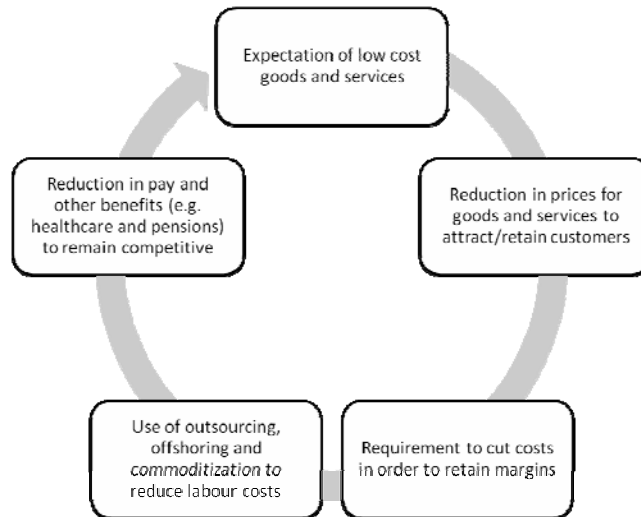 Expectation of low cost
goods and services
Reduction in prices for
goods and services to
attract/retain customers
Requirement to cut costs
in order to retain margins
Use of outsourcing,
offshoring and
commoditization to
reduce labour costs
Reduction in pay and
other benefits (e.g.
healthcare and pensions)
to remain competitive